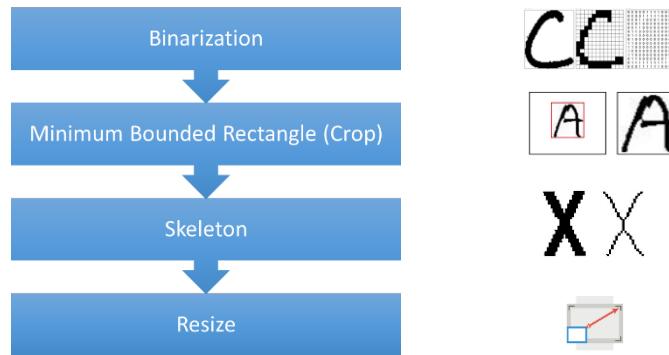 Binarization
C C
Minimum Bounded Rectangle (Crop)
A A
Skeleton
X X
Resize